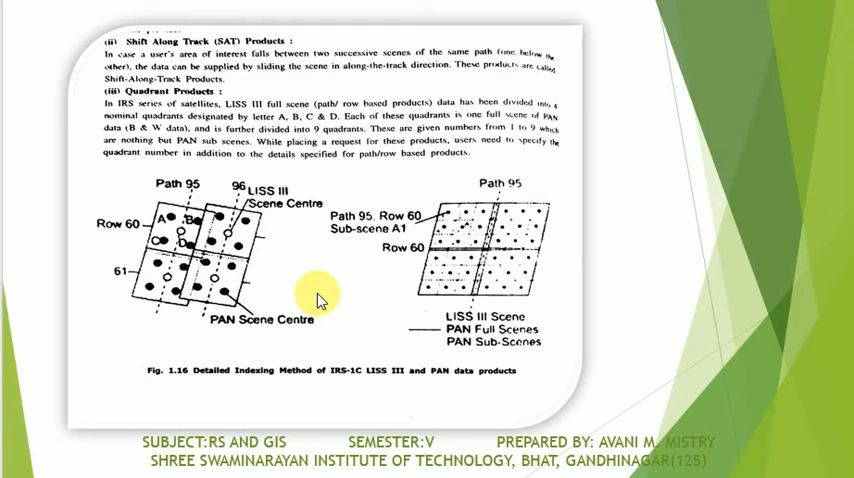 (ii) Shift Along Track (SAT) Products :
In case a user's area of interest falls between two successive scenes of the same path (one below the
other), the data can be supplied by sliding the scene in along-the-track direction. These products are called
Shift-Along-Track Products.
(iii) Quadrant Products :
In IRS series of satellites, LISS III full scene (path/ row based products) data has been divided into 4
nominal quadrants designated by letter A, B, C & D. Each of these quadrants is one full scene of PAN
data (B & W data), and is further divided into 9 quadrants. These are given numbers from 1 to 9 which
are nothing but PAN sub scenes. While placing a request for these products, users need to specify the
quadrant number in addition to the details specified for path/row based products.
Path 95
96
LISS III
Scene Centre
Row 60
A
B
C
D
61
PAN Scene Centre
Path 95
Path 95. Row 60
Sub-scene A1
Row 60
LISS III Scene
PAN Full Scenes
PAN Sub-Scenes
Fig. 1.16 Detailed Indexing Method of IRS-1C LISS III and PAN data products
SUBJECT:RS AND GIS SEMESTER:V PREPARED BY: AVANI M. MISTRY
SHREE SWAMINARAYAN INSTITUTE OF TECHNOLOGY, BHAT, GANDHINAGAR(125)